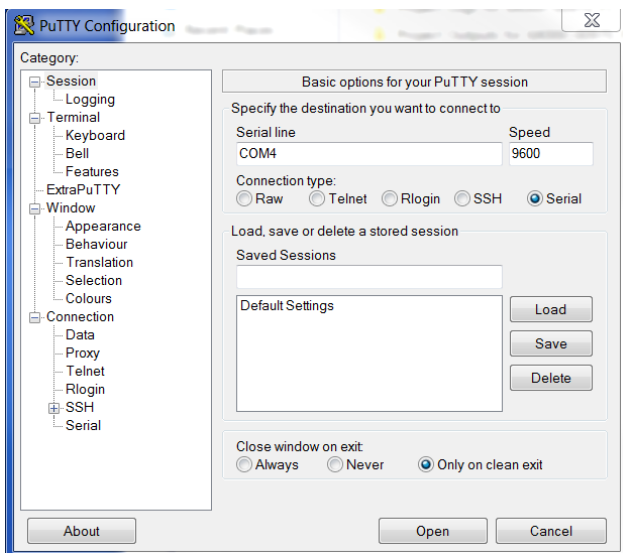 PuTTY Configuration
Category:
Session
Logging
Terminal
Keyboard
Bell
Features
ExtraPuTTY
Window
Appearance
Behaviour
Translation
Selection
Colours
Connection
Data
Proxy
Telnet
Rlogin
SSH
Serial
Basic options for your PuTTY session
Specify the destination you want to connect to
Serial line Speed
COM4 9600
Connection type:
Raw Telnet Rlogin SSH Serial
Load, save or delete a stored session
Saved Sessions
Default Settings
Load
Save
Delete
Close window on exit:
Always Never Only on clean exit
About Open Cancel